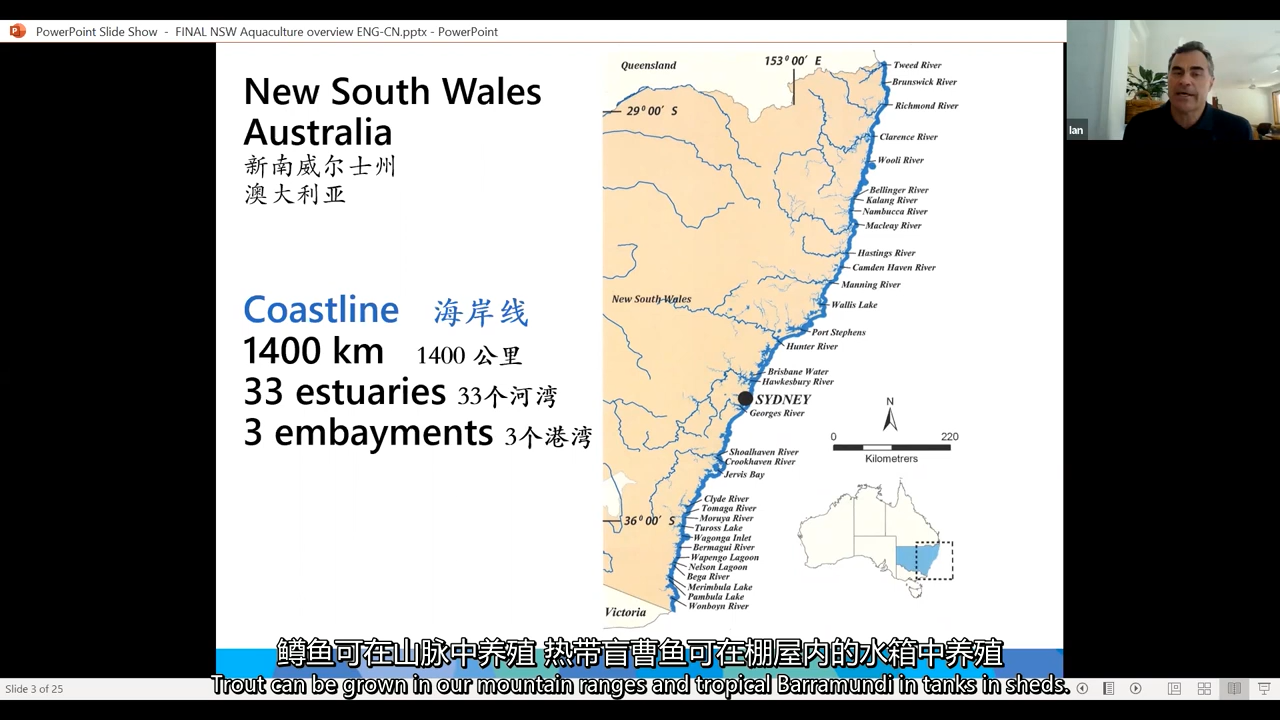 PowerPoint Slide Show - FINAL NSW Aquaculture overview ENG-CN.pptx - PowerPoint
New South Wales
Australia
新南威尔士州
澳大利亚
Coastline 海岸线
1400 km 1400 公里
33 estuaries 33个河湾
3 embayments 3个港湾
Queensland
153° 00′ E
29° 00′ S
Tweed River
Brunswick River
Richmond River
Clarence River
Wooli River
Bellinger River
Kalang River
Nambucca River
Macleay River
Hastings River
Camden Haven River
Manning River
New South Wales
Wallis Lake
Port Stephens
Hunter River
Brisbane Water
Hawkesbury River
SYDNEY
Georges River
Shoalhaven River
Crookhaven River
Jervis Bay
Clyde River
Tomaga River
Moruya River
36° 00′ S
Tuross Lake
Wagonga Inlet
Bermagui River
Wapengo Lagoon
Nelson Lagoon
Bega River
Merimbula Lake
Pambula Lake
Wonboyn River
Victoria
N
0 220
Kilometrers
Ian
鳟鱼可在山脉中养殖 热带盲曹鱼可在棚屋内的水箱中养殖
Trout can be grown in our mountain ranges and tropical Barramundi in tanks in sheds.
Slide 3 of 25